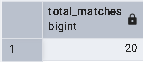 total_matches
bigint
1 20